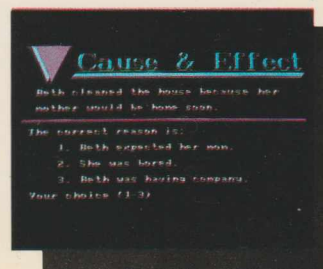 Cause & Effect
Beth cleaned the house because her
mother would be home soon.
The correct reason is:
1. Beth expected her mom.
2. She was bored.
3. Beth was having company.
Your choice (1-3)